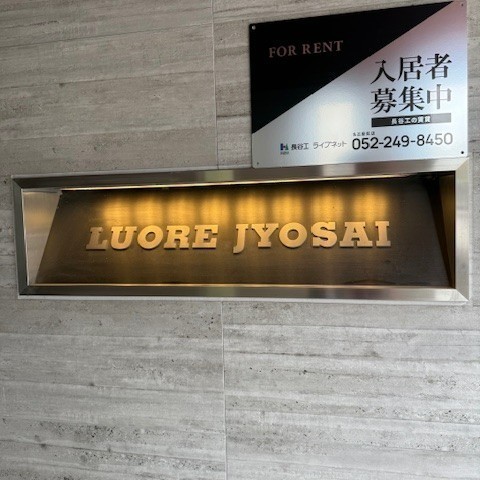 FOR RENT
入居者
募集中
長谷工の賃貸
長谷工 ライブネット
名古屋支店
052-249-8450
LUORE JYOSAI